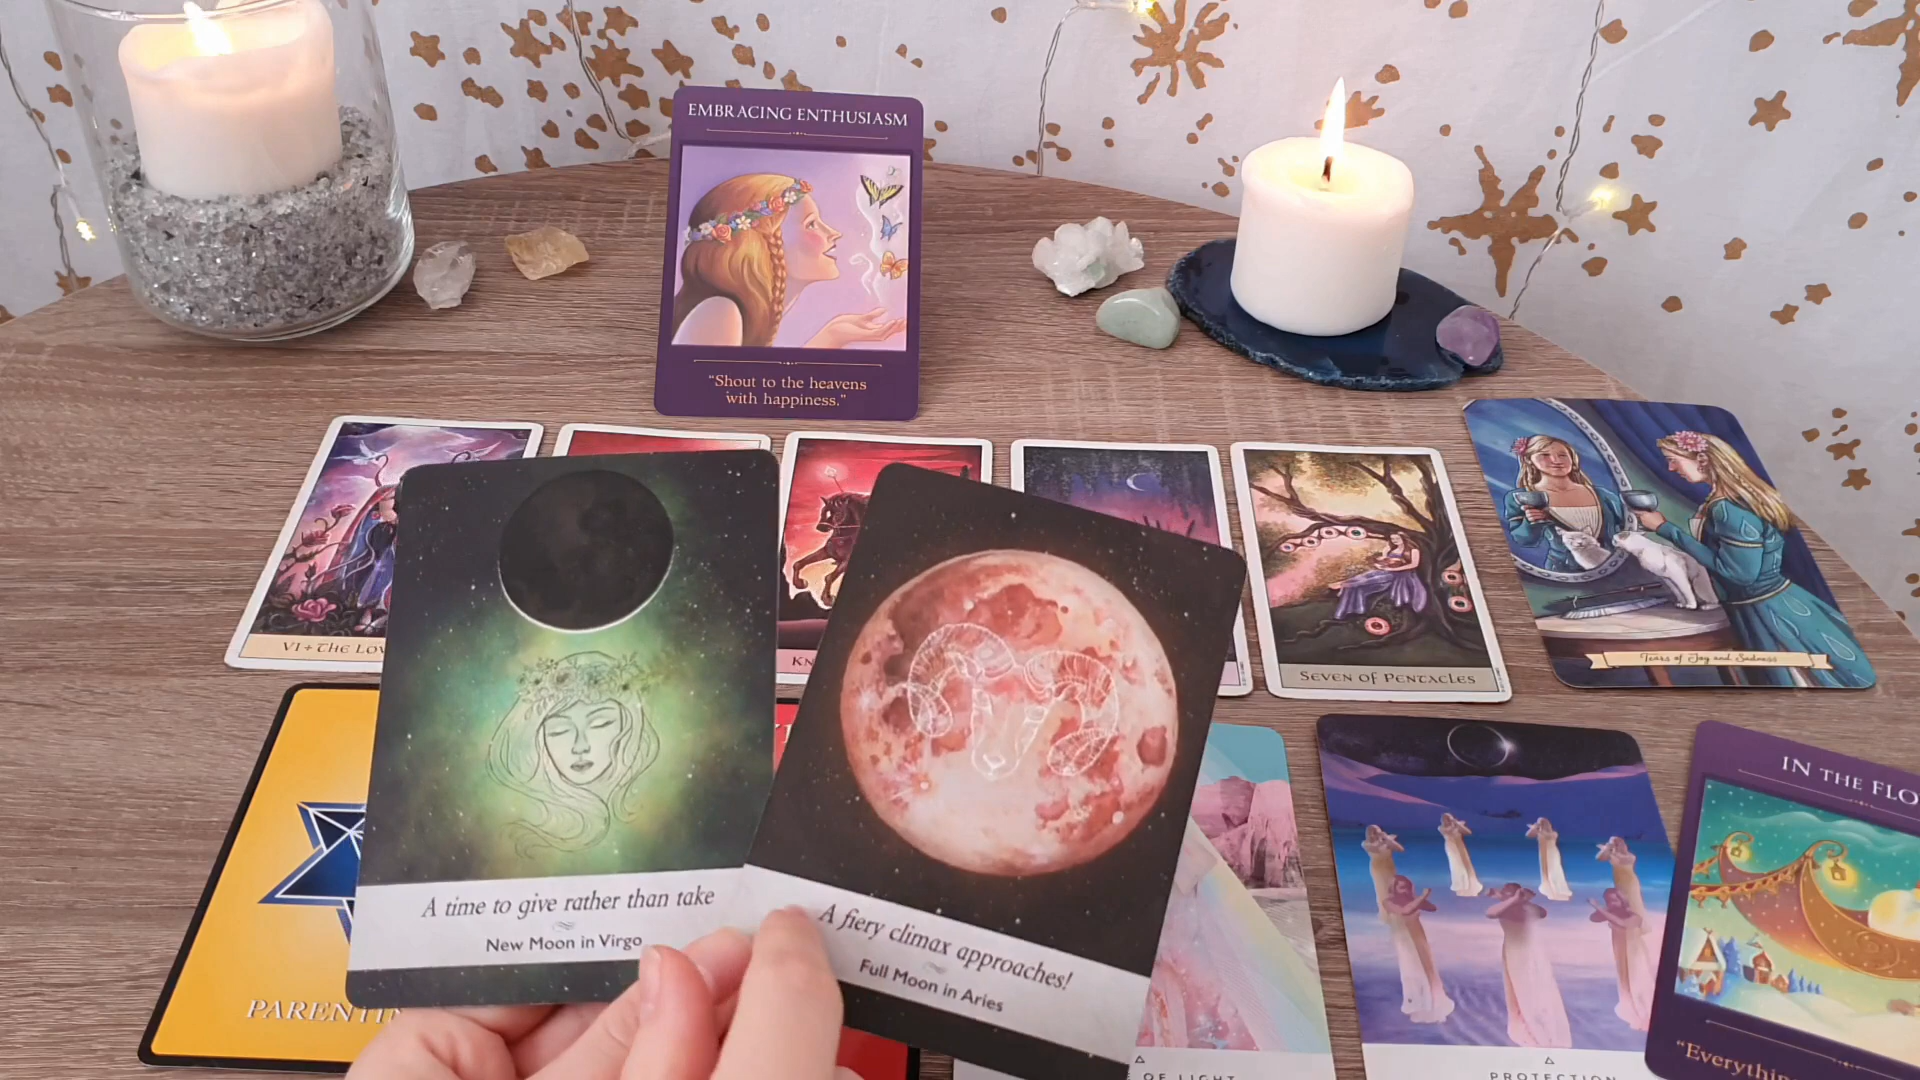 EMBRACING ENTHUSIASM
"Shout to the heavens
with happiness."
VI THE LOV
KN
SEVEN OF PENTACLES
Tears of Joy and Sadness
A time to give rather than take
New Moon in Virgo
A fiery climax approaches!
Full Moon in Aries
IN THE FLO
PARENTIN
OF LIGHT
PROTECTION
"Everything